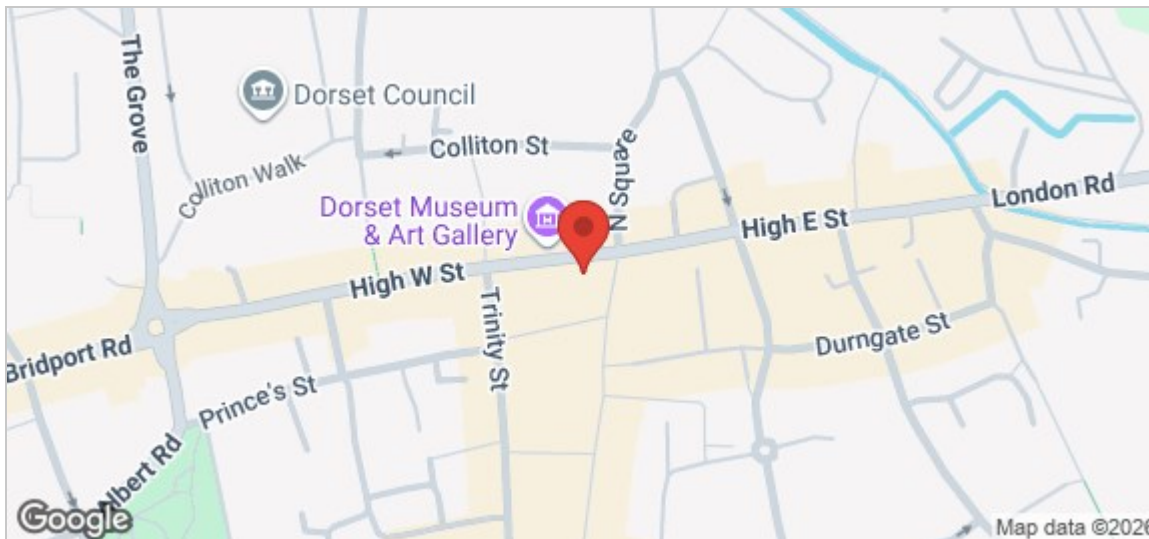 The Grove
Dorset Council
Colliton St
Colliton Walk
N Square
Dorset Museum
& Art Gallery
London Rd
High E St
High W St
Trinity St
Durngate St
Bridport Rd
Prince's St
Albert Rd
Google
Map data ©2026